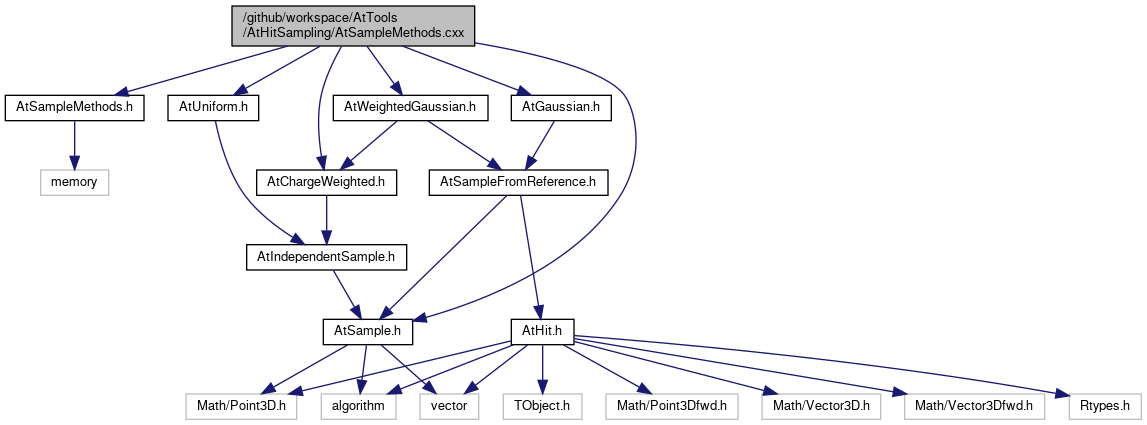 /github/workspace/AtTools
/AtHitSampling/AtSampleMethods.cxx
AtSampleMethods.h
AtUniform.h
AtWeightedGaussian.h
AtGaussian.h
memory
AtChargeWeighted.h
AtSampleFromReference.h
AtIndependentSample.h
AtSample.h
AtHit.h
Math/Point3D.h
algorithm
vector
TObject.h
Math/Point3Dfwd.h
Math/Vector3D.h
Math/Vector3Dfwd.h
Rtypes.h